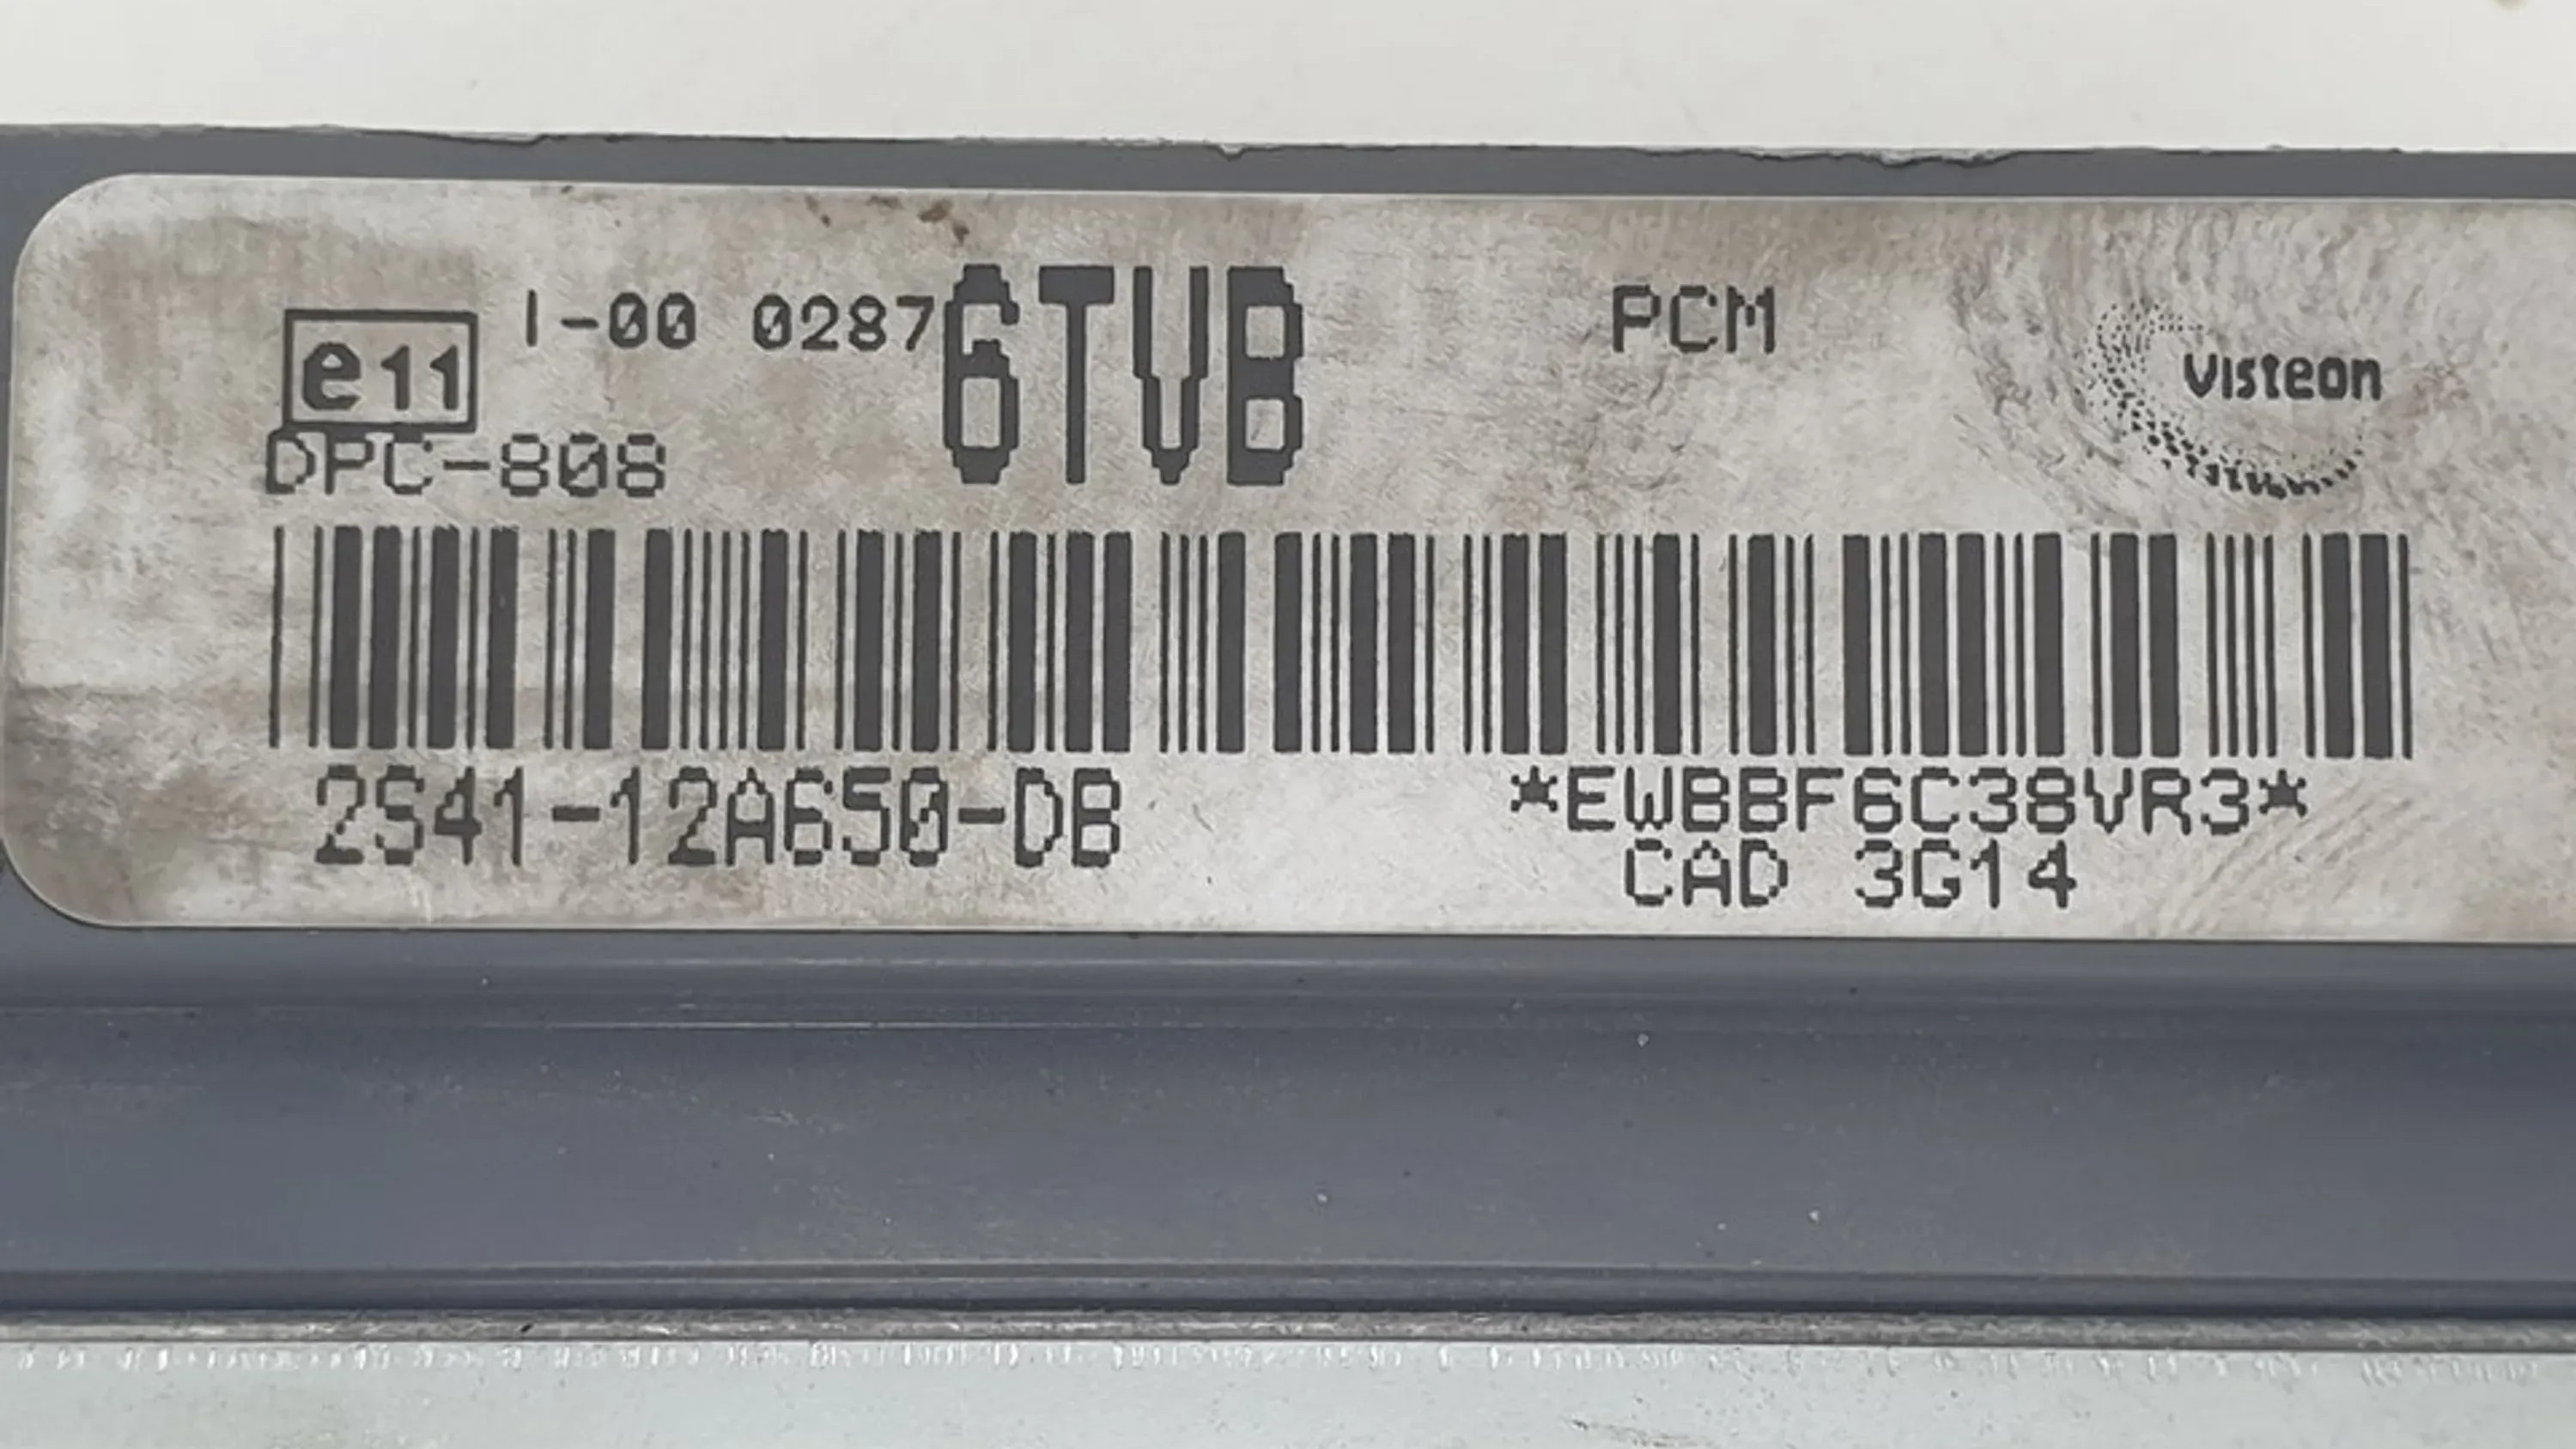 e11 I-00 0287 6TVB PCM Visteon
DPC-808
2S41-12A650-DB *EWBBF6C38VR3*
CAD 3G14